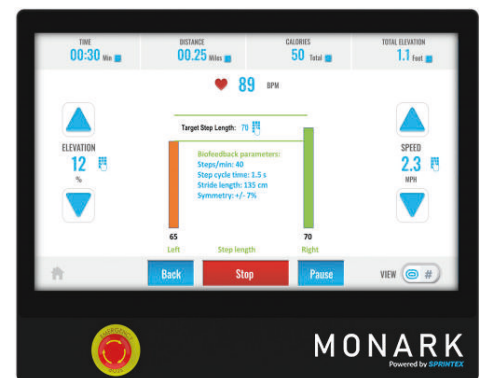 TIME
00:30 Min
DISTANCE
00.25 Miles
CALORIES
50 Total
TOTAL ELEVATION
1.1 Feet
89 BPM
Target Step Length: 70
ELEVATION
12
%
Biofeedback parameters:
Steps/min: 40
Step cycle time: 1.5 s
Stride length: 135 cm
Symmetry: +/- 7%
SPEED
2.3
MPH
65
70
Left
Step length
Right
Back
Stop
Pause
VIEW
#
EMERGENCY
STOP
MONARK
Powered by SPRINTEX